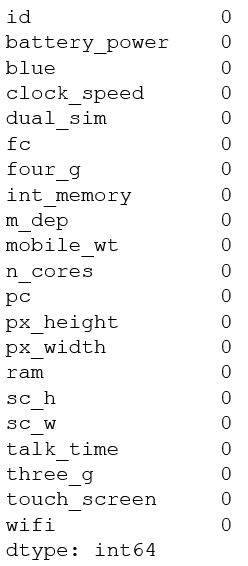 id 0
battery_power 0
blue 0
clock_speed 0
dual_sim 0
fc 0
four_g 0
int_memory 0
m_dep 0
mobile_wt 0
n_cores 0
pc 0
px_height 0
px_width 0
ram 0
sc_h 0
sc_w 0
talk_time 0
three_g 0
touch_screen 0
wifi 0
dtype: int64